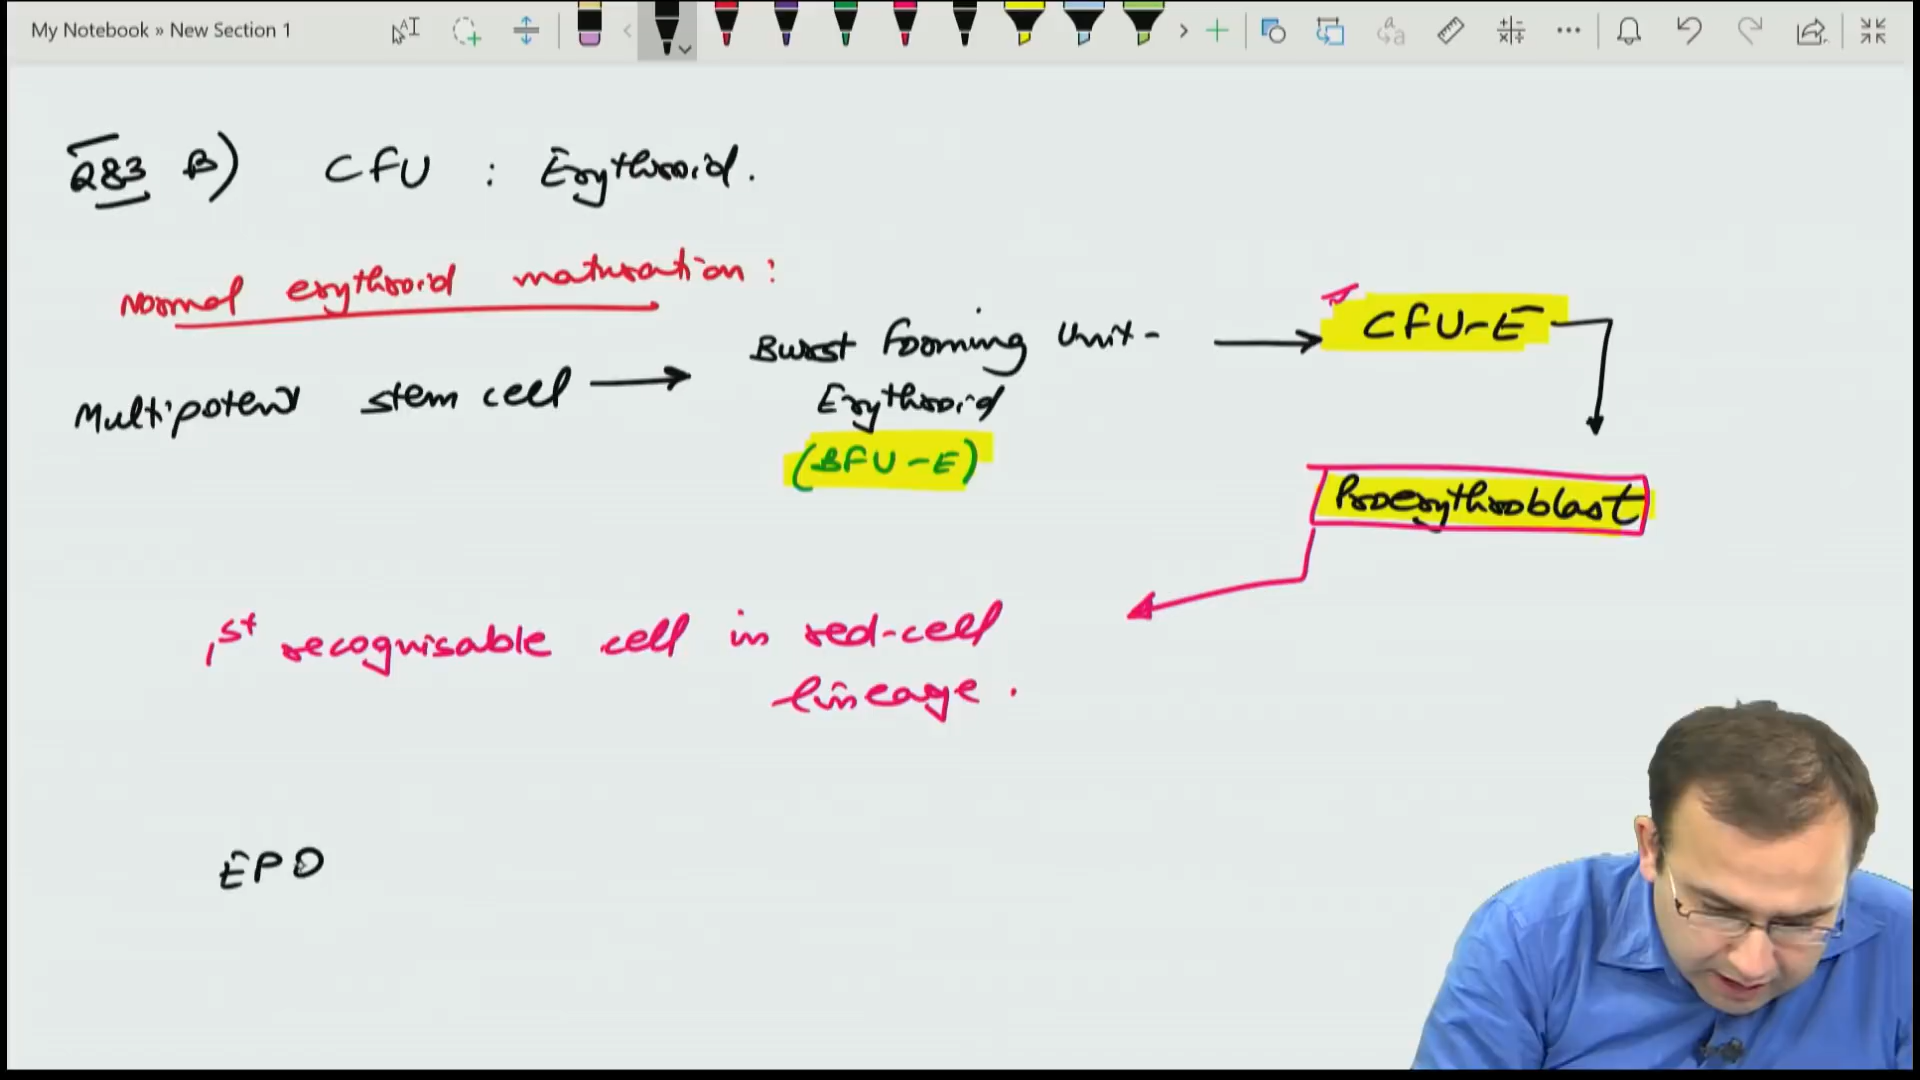 My Notebook » New Section 1
283 B) CFU : Erythroid.
Normal erythroid maturation :
Multipotent stem cell → Burst forming Unit- → CFU-E
Erythroid
(BFU-E)
Proerythroblast
1st recognisable cell in red-cell
lineage.
EPO